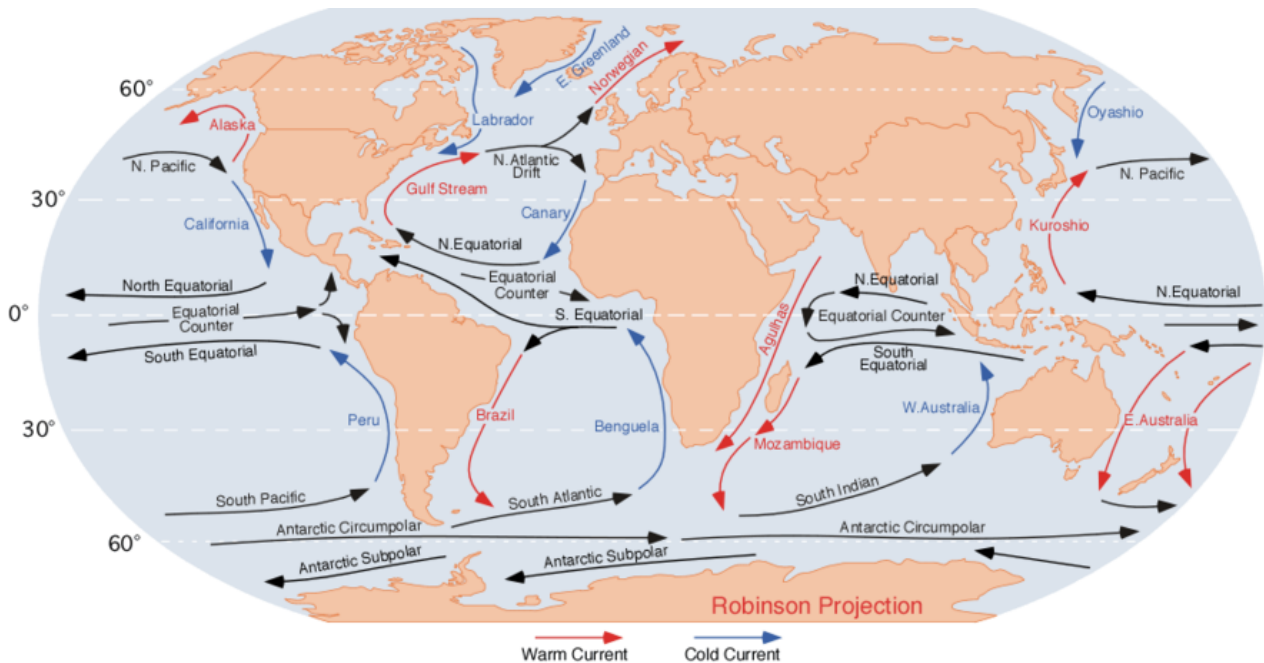 E. Greenland
Norwegian
60°
Alaska
Labrador
Oyashio
N. Pacific
N.Atlantic
Drift
N. Pacific
Gulf Stream
30°
California
Canary
Kuroshio
N.Equatorial
North Equatorial
Equatorial
Counter
N.Equatorial
N.Equatorial
0°
Equatorial
Counter
S. Equatorial
Equatorial Counter
Agulhas
South Equatorial
South
Equatorial
Peru
Brazil
Benguela
W.Australia
E.Australia
30°
Mozambique
South Pacific
South Atlantic
South Indian
Antarctic Circumpolar
Antarctic Circumpolar
60°
Antarctic Subpolar
Antarctic Subpolar
Robinson Projection
Warm Current
Cold Current